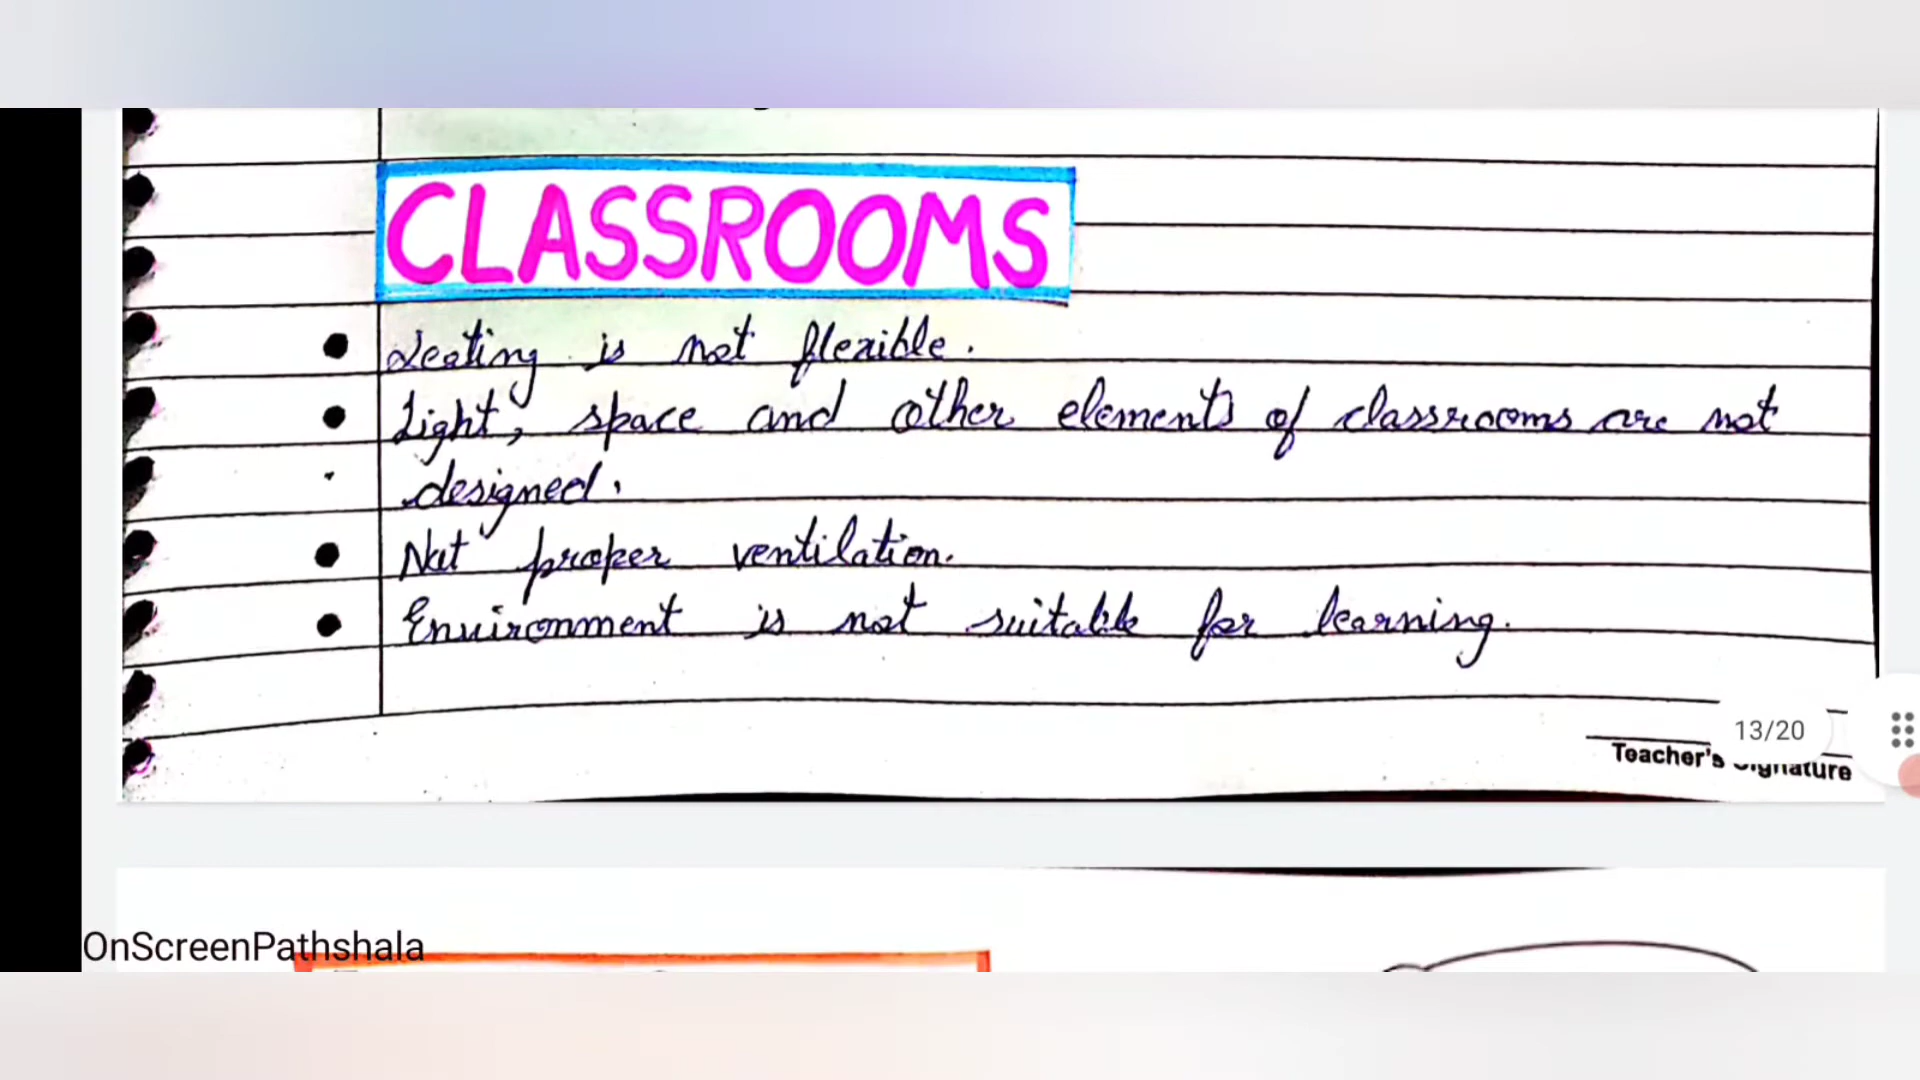 CLASSROOMS
Seating is not flexible.
Light, space and other elements of classrooms are not
designed.
Not proper ventilation.
Environment is not suitable for learning.
13/20
Teacher's Signature
OnScreenPathshala